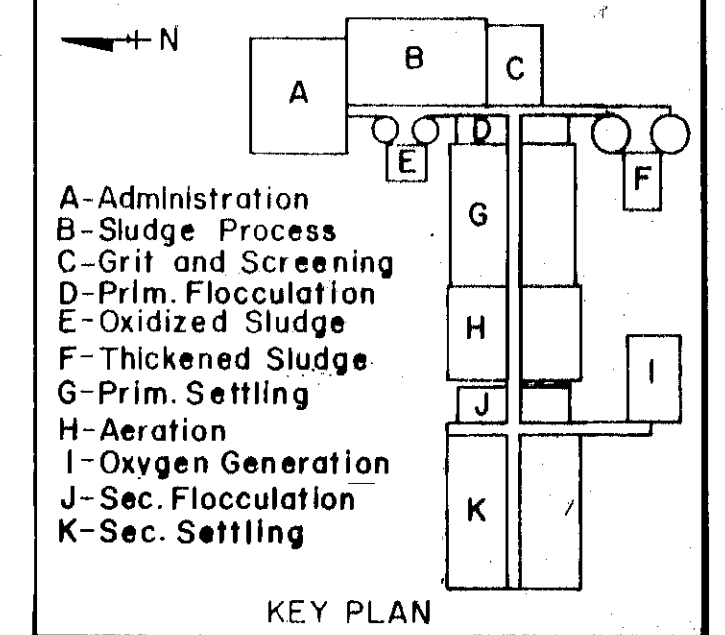 N
A
B
C
D
E
F
G
H
I
J
K
A-Administration
B-Sludge Process
C-Grit and Screening
D-Prim. Flocculation
E-Oxidized Sludge
F-Thickened Sludge
G-Prim. Settling
H-Aeration
I-Oxygen Generation
J-Sec. Flocculation
K-Sec. Settling
KEY PLAN